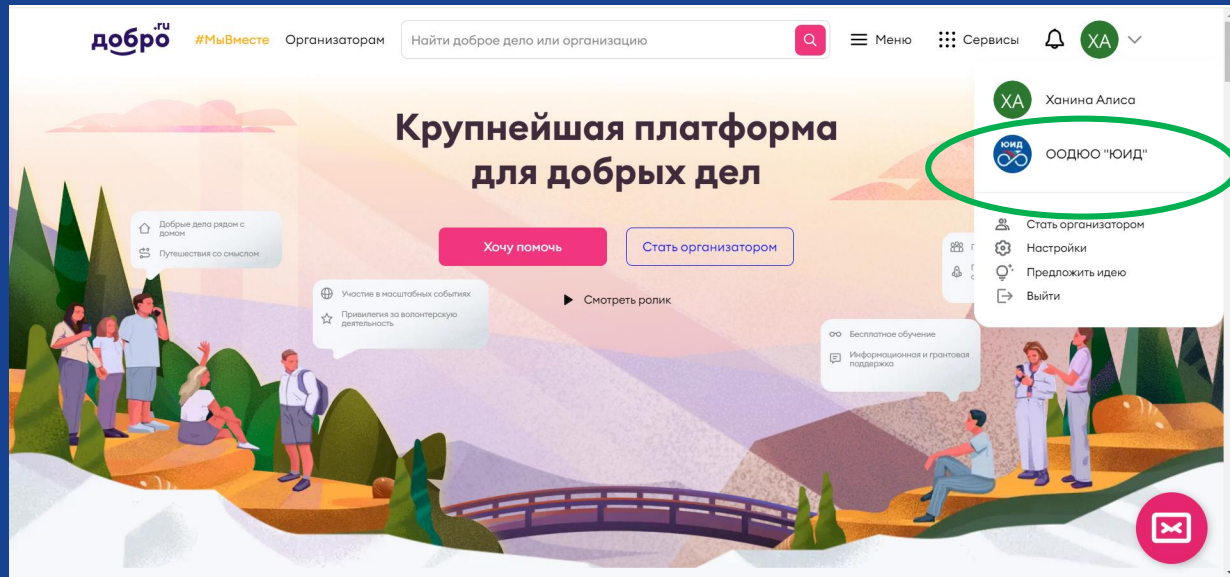 добро.ru
#МыВместе
Организаторам
Найти доброе дело или организацию
Меню
Сервисы
ХА
ХА
Ханина Алиса
ЮИД
ООДЮО "ЮИД"
Стать организатором
Настройки
Предложить идею
Выйти
Крупнейшая платформа
для добрых дел
Хочу помочь
Стать организатором
Смотреть ролик
Добрые дела рядом с
домом
Путешествия со смыслом
Участие в масштабных событиях
Привилегия за волонтерскую
деятельность
Бесплатное обучение
Информационная и грантовая
поддержка